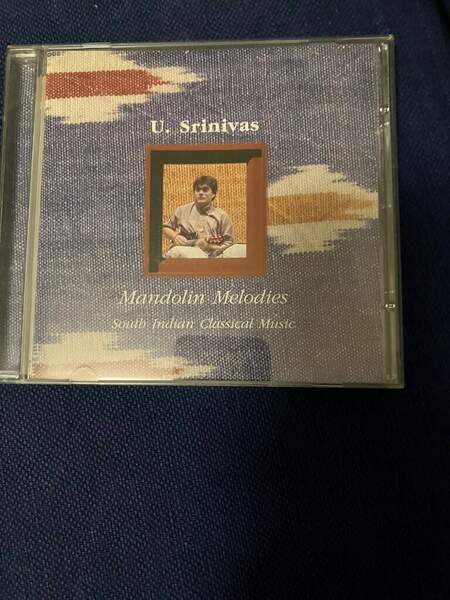 U. Srinivas
Mandolin Melodies
South Indian Classical Music